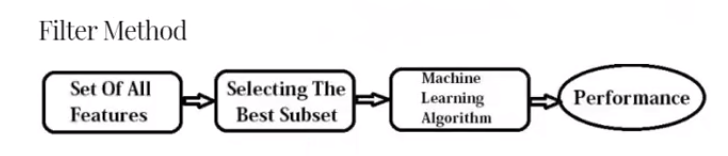 Filter Method
Set Of All
Features
Selecting The
Best Subset
Machine
Learning
Algorithm
Performance